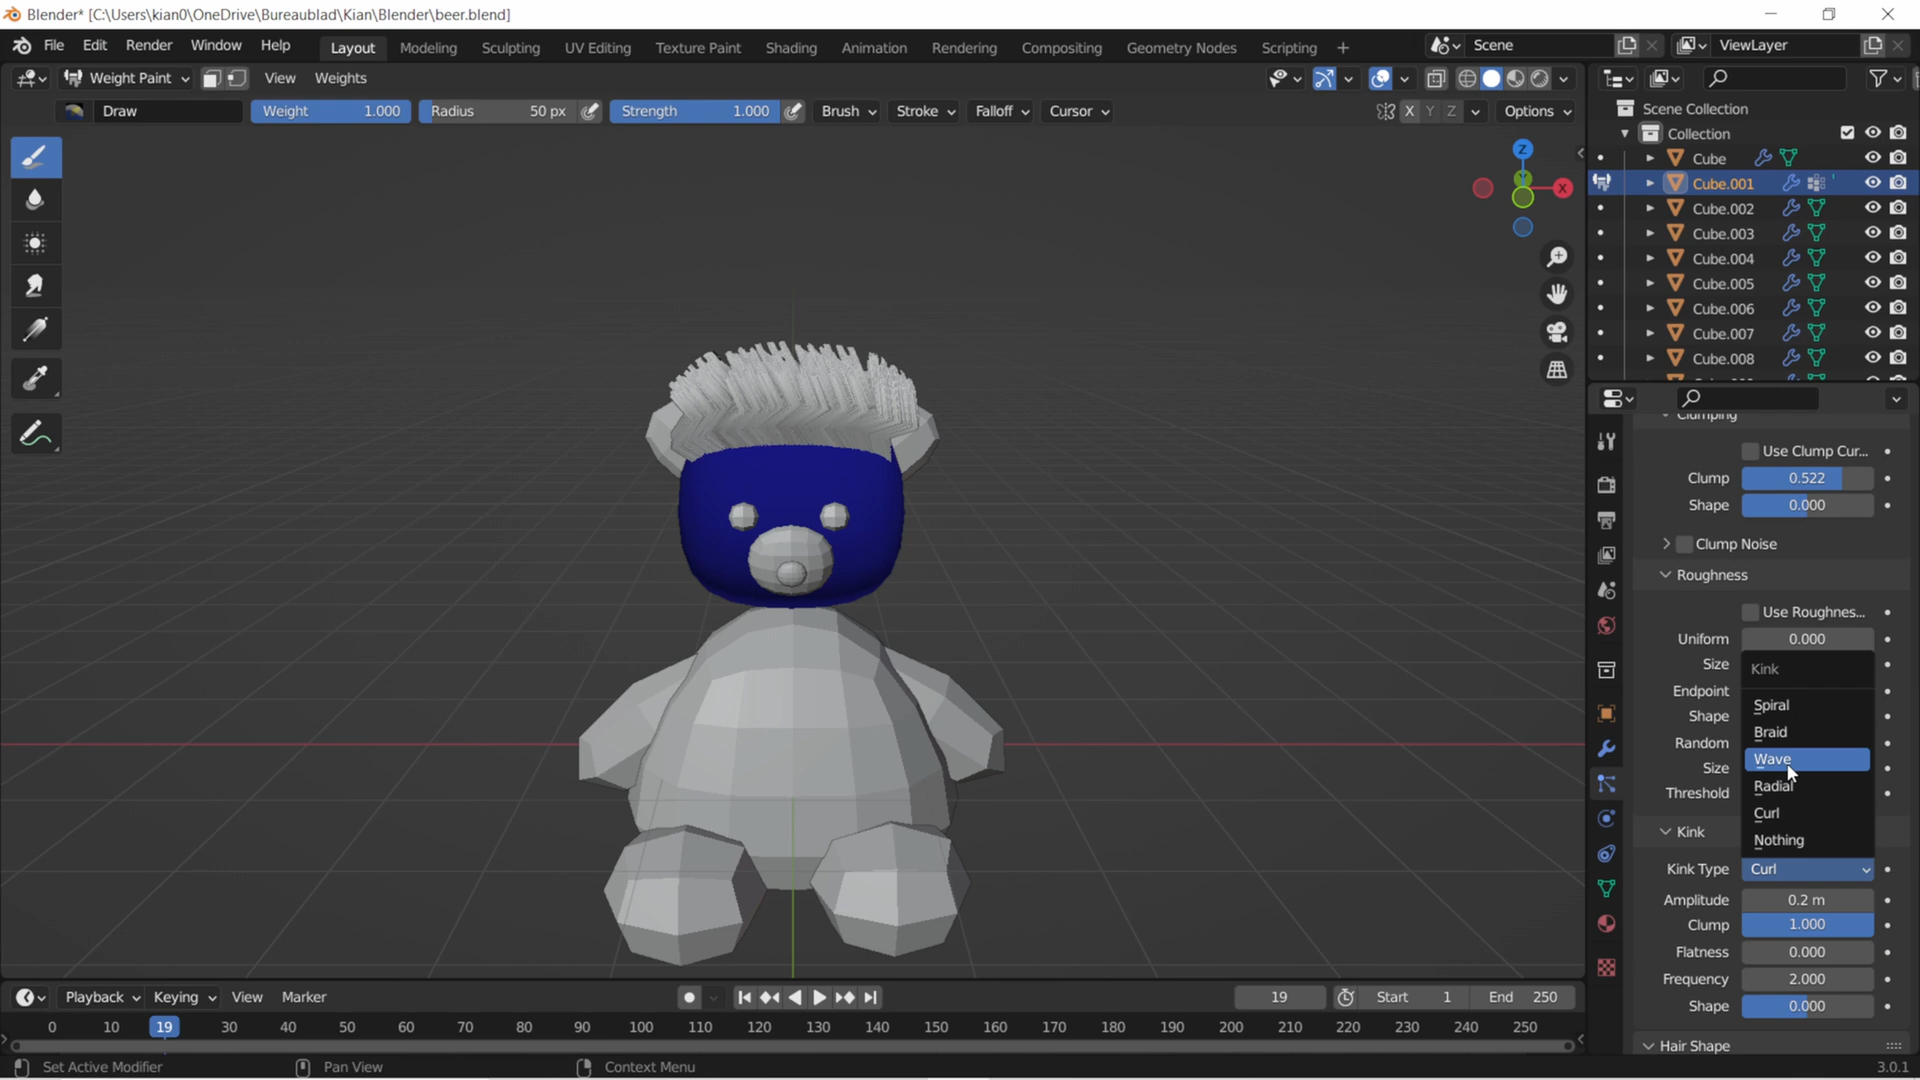 Blender* [C:\Users\kian0\OneDrive\Bureaublad\Kian\Blender\beer.blend]
File Edit Render Window Help Layout Modeling Sculpting UV Editing Texture Paint Shading Animation Rendering Compositing Geometry Nodes Scripting + Scene ViewLayer
Weight Paint View Weights
Draw Weight 1.000 Radius 50 px Strength 1.000 Brush Stroke Falloff Cursor X Y Z Options
Z
X
Scene Collection
Collection
Cube
Cube.001
Cube.002
Cube.003
Cube.004
Cube.005
Cube.006
Cube.007
Cube.008
Clumping
Use Clump Cur...
Clump 0.522
Shape 0.000
Clump Noise
Roughness
Use Roughnes...
Uniform 0.000
Size
Endpoint
Shape
Random
Size
Threshold
Kink
Spiral
Braid
Wave
Radial
Curl
Nothing
Kink
Kink Type Curl
Amplitude 0.2 m
Clump 1.000
Flatness 0.000
Frequency 2.000
Shape 0.000
Hair Shape
Playback Keying View Marker 19 Start 1 End 250
0 10 19 30 40 50 60 70 80 90 100 110 120 130 140 150 160 170 180 190 200 210 220 230 240 250
Set Active Modifier Pan View Context Menu 3.0.1